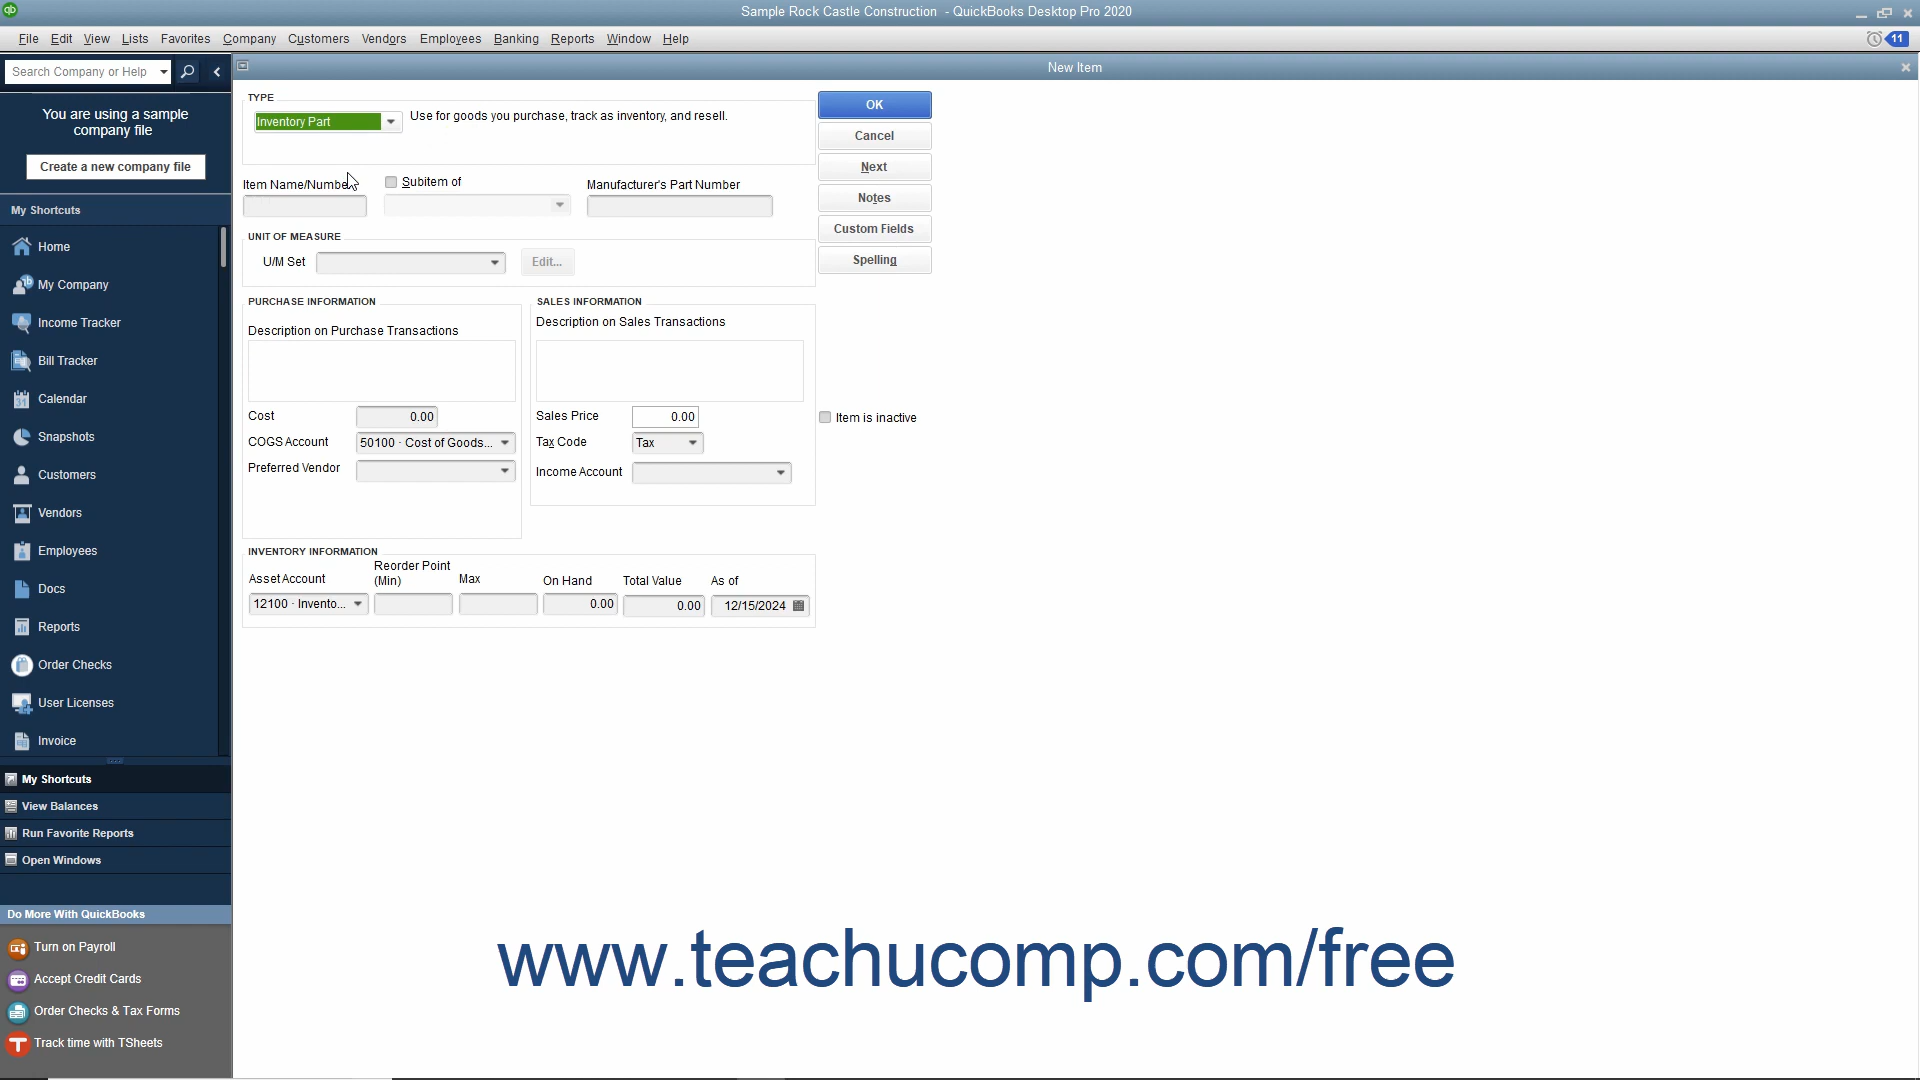 Sample Rock Castle Construction - QuickBooks Desktop Pro 2020
File Edit View Lists Favorites Company Customers Vendors Employees Banking Reports Window Help
11
Search Company or Help
New Item
You are using a sample
company file
Create a new company file
My Shortcuts
Home
My Company
Income Tracker
Bill Tracker
Calendar
Snapshots
Customers
Vendors
Employees
Docs
Reports
Order Checks
User Licenses
Invoice
My Shortcuts
View Balances
Run Favorite Reports
Open Windows
Do More With QuickBooks
Turn on Payroll
Accept Credit Cards
Order Checks & Tax Forms
Track time with TSheets
TYPE
Inventory Part
Use for goods you purchase, track as inventory, and resell.
OK
Cancel
Next
Notes
Custom Fields
Spelling
Item Name/Number
Subitem of
Manufacturer's Part Number
UNIT OF MEASURE
U/M Set
Edit...
PURCHASE INFORMATION
Description on Purchase Transactions
Cost 0.00
COGS Account 50100 · Cost of Goods...
Preferred Vendor
SALES INFORMATION
Description on Sales Transactions
Sales Price 0.00
Tax Code Tax
Income Account
Item is inactive
INVENTORY INFORMATION
Asset Account
Reorder Point
(Min)
Max
On Hand
Total Value
As of
12100 · Invento...
0.00
0.00
12/15/2024
www.teachucomp.com/free